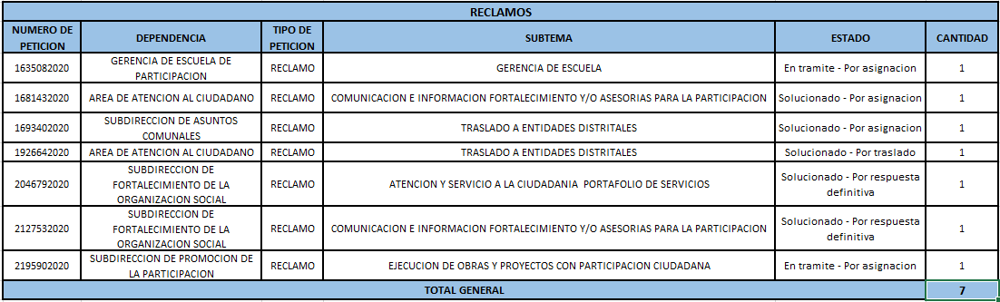 RECLAMOS
NUMERO DE PETICION DEPENDENCIA TIPO DE PETICION SUBTEMA ESTADO CANTIDAD
1635082020 GERENCIA DE ESCUELA DE PARTICIPACION RECLAMO GERENCIA DE ESCUELA En tramite - Por asignacion 1
1681432020 AREA DE ATENCION AL CIUDADANO RECLAMO COMUNICACION E INFORMACION FORTALECIMIENTO Y/O ASESORIAS PARA LA PARTICIPACION Solucionado - Por asignacion 1
1693402020 SUBDIRECCION DE ASUNTOS COMUNALES RECLAMO TRASLADO A ENTIDADES DISTRITALES Solucionado - Por asignacion 1
1926642020 AREA DE ATENCION AL CIUDADANO RECLAMO TRASLADO A ENTIDADES DISTRITALES Solucionado - Por traslado 1
2046792020 SUBDIRECCION DE FORTALECIMIENTO DE LA ORGANIZACION SOCIAL RECLAMO ATENCION Y SERVICIO A LA CIUDADANIA PORTAFOLIO DE SERVICIOS Solucionado - Por respuesta definitiva 1
2127532020 SUBDIRECCION DE FORTALECIMIENTO DE LA ORGANIZACION SOCIAL RECLAMO COMUNICACION E INFORMACION FORTALECIMIENTO Y/O ASESORIAS PARA LA PARTICIPACION Solucionado - Por respuesta definitiva 1
2195902020 SUBDIRECCION DE PROMOCION DE LA PARTICIPACION RECLAMO EJECUCION DE OBRAS Y PROYECTOS CON PARTICIPACION CIUDADANA En tramite - Por asignacion 1
TOTAL GENERAL 7